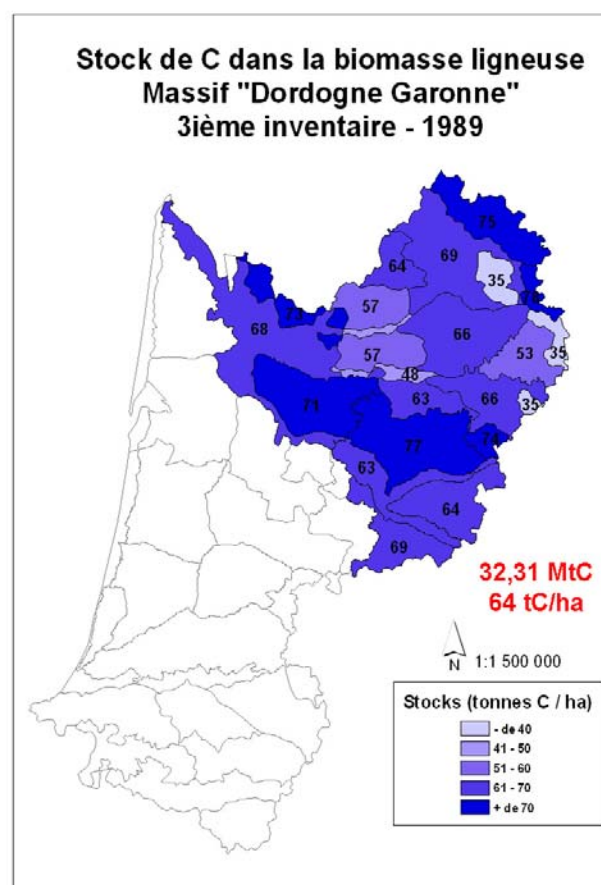 Stock de C dans la biomasse ligneuse
Massif "Dordogne Garonne"
3ième inventaire - 1989
75
69
64
35
73
57
68
66
53
35
57
48
71
63
66
35
77
74
63
64
69
32,31 MtC
64 tC/ha
N
1:1 500 000
Stocks (tonnes C / ha)
- de 40
41 - 50
51 - 60
61 - 70
+ de 70